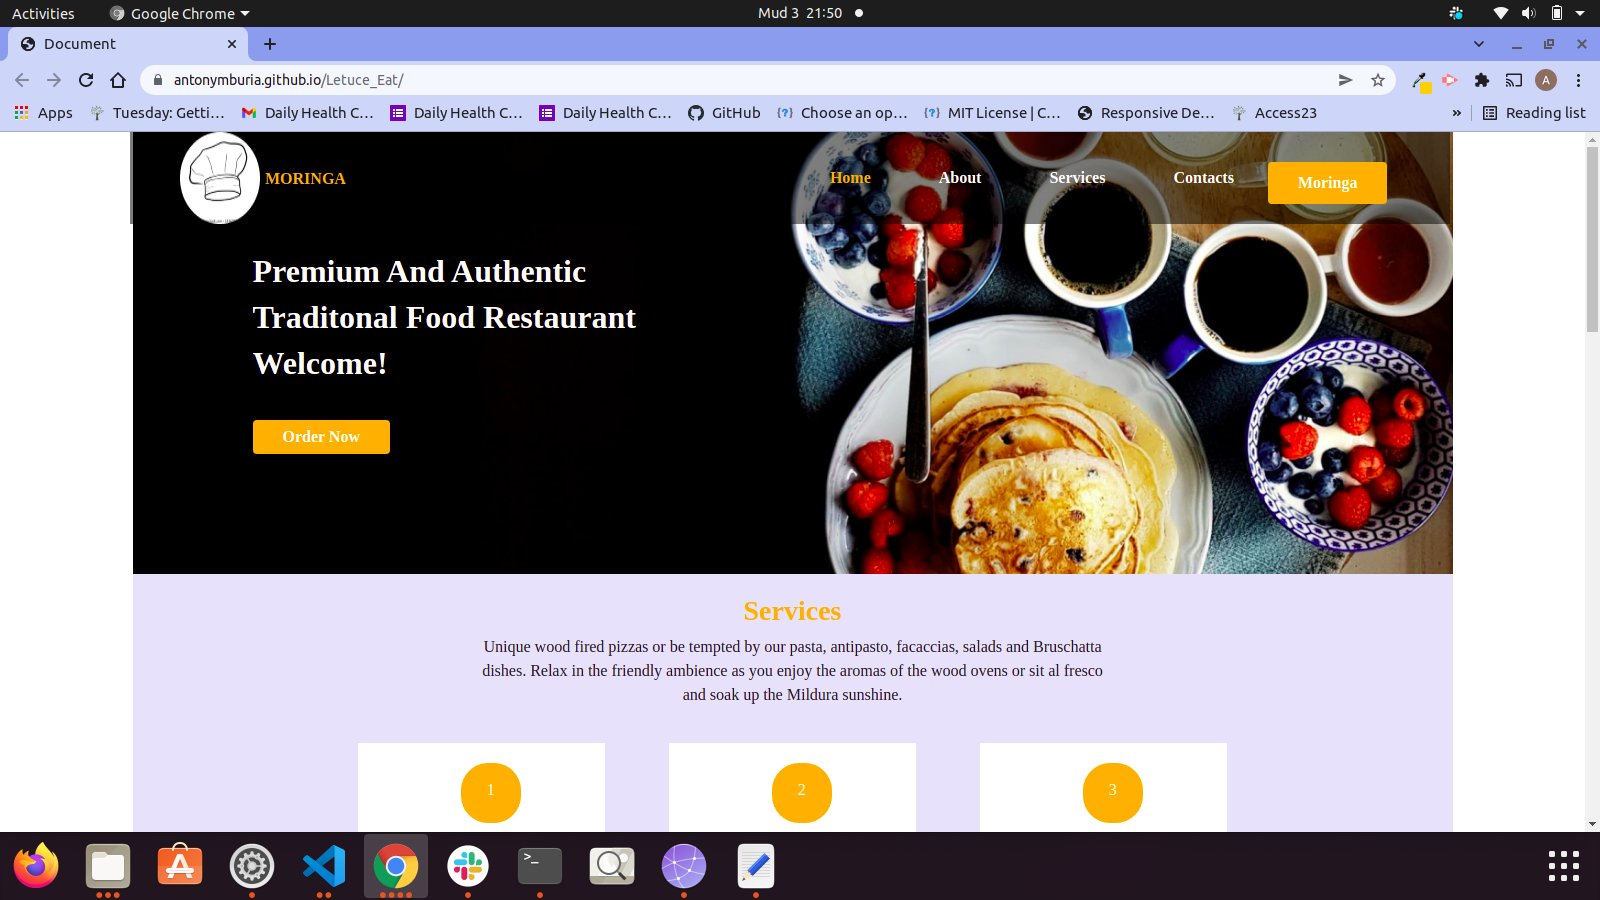 Activities
Google Chrome
Mud 3 21:50
Document
antonymburia.github.io/Letuce_Eat/
A
Apps
Tuesday: Getti...
Daily Health C...
Daily Health C...
Daily Health C...
GitHub
Choose an op...
MIT License | C...
Responsive De...
Access23
»
Reading list
MORINGA
Home
About
Services
Contacts
Moringa
Premium And Authentic
Traditonal Food Restaurant
Welcome!
Order Now
Services
Unique wood fired pizzas or be tempted by our pasta, antipasto, facaccias, salads and Bruschatta
dishes. Relax in the friendly ambience as you enjoy the aromas of the wood ovens or sit al fresco
and soak up the Mildura sunshine.
1
2
3